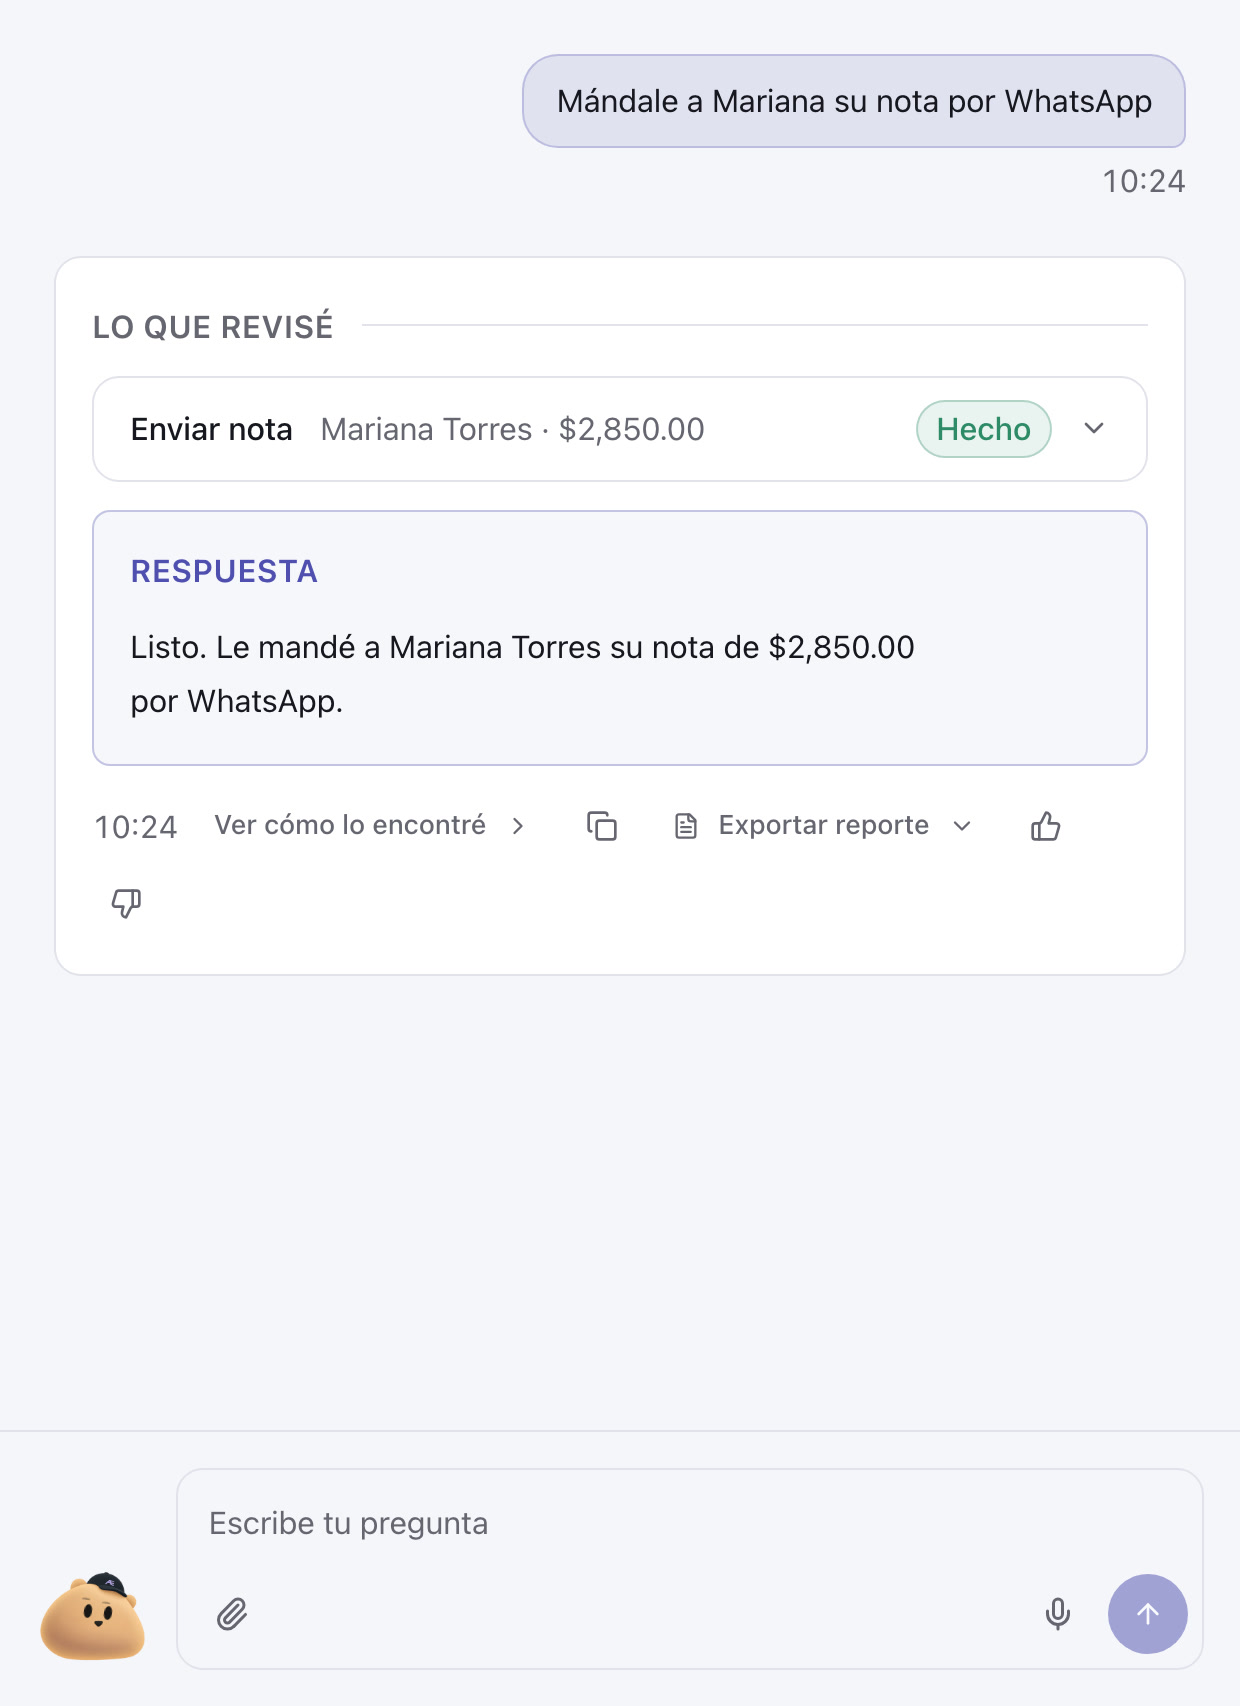 Mándale a Mariana su nota por WhatsApp
10:24
LO QUE REVISÉ
Enviar nota Mariana Torres · $2,850.00 Hecho
RESPUESTA
Listo. Le mandé a Mariana Torres su nota de $2,850.00
por WhatsApp.
10:24 Ver cómo lo encontré Exportar reporte
Escribe tu pregunta